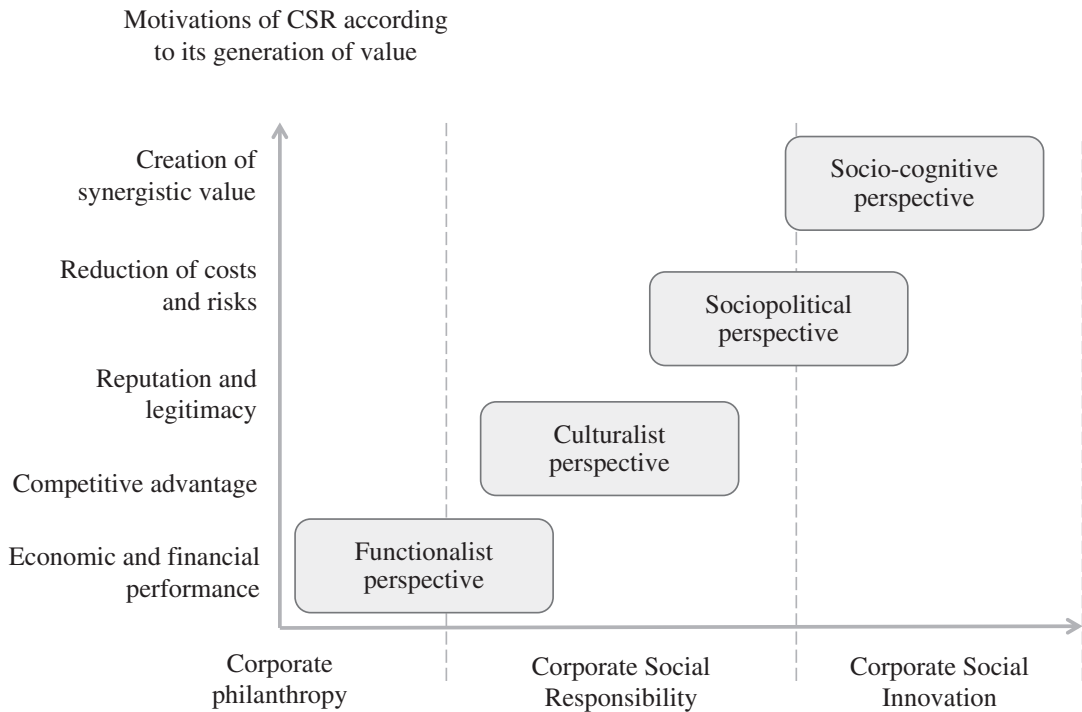 Motivations of CSR according
to its generation of value
Creation of
synergistic value
Socio-cognitive
perspective
Reduction of costs
and risks
Sociopolitical
perspective
Reputation and
legitimacy
Culturalist
perspective
Competitive advantage
Economic and financial
performance
Functionalist
perspective
Corporate
philanthropy
Corporate Social
Responsibility
Corporate Social
Innovation